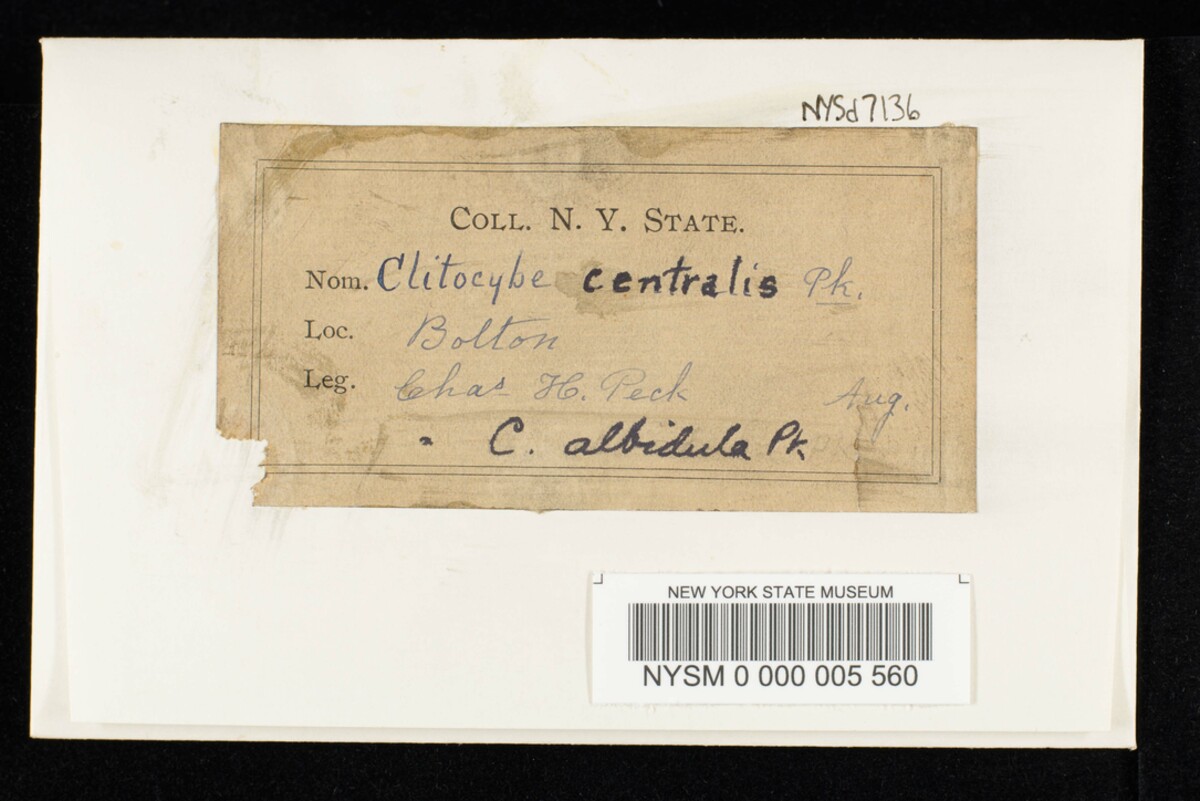 NYSd7136
COLL. N. Y. STATE.
Nom. Clitocybe centralis Pk.
Loc. Bolton
Leg. Chas H. Peck Aug.
" C. albidula Pk.
NEW YORK STATE MUSEUM
NYSM 0 000 005 560